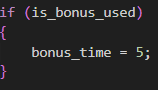 if (is_bonus_used)
{
    bonus_time = 5;
}